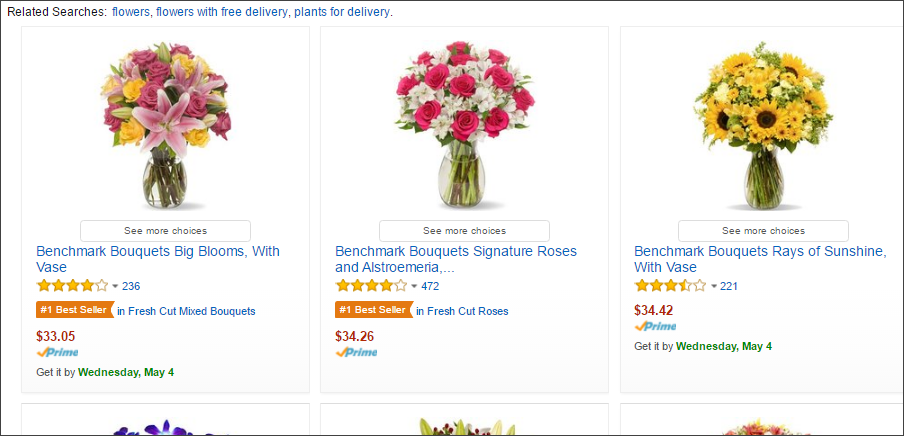 Related Searches: flowers, flowers with free delivery, plants for delivery.
See more choices
Benchmark Bouquets Big Blooms, With
Vase
236
#1 Best Seller in Fresh Cut Mixed Bouquets
$33.05
Prime
Get it by Wednesday, May 4
See more choices
Benchmark Bouquets Signature Roses
and Alstroemeria,...
472
#1 Best Seller in Fresh Cut Roses
$34.26
Prime
See more choices
Benchmark Bouquets Rays of Sunshine,
With Vase
221
$34.42
Prime
Get it by Wednesday, May 4